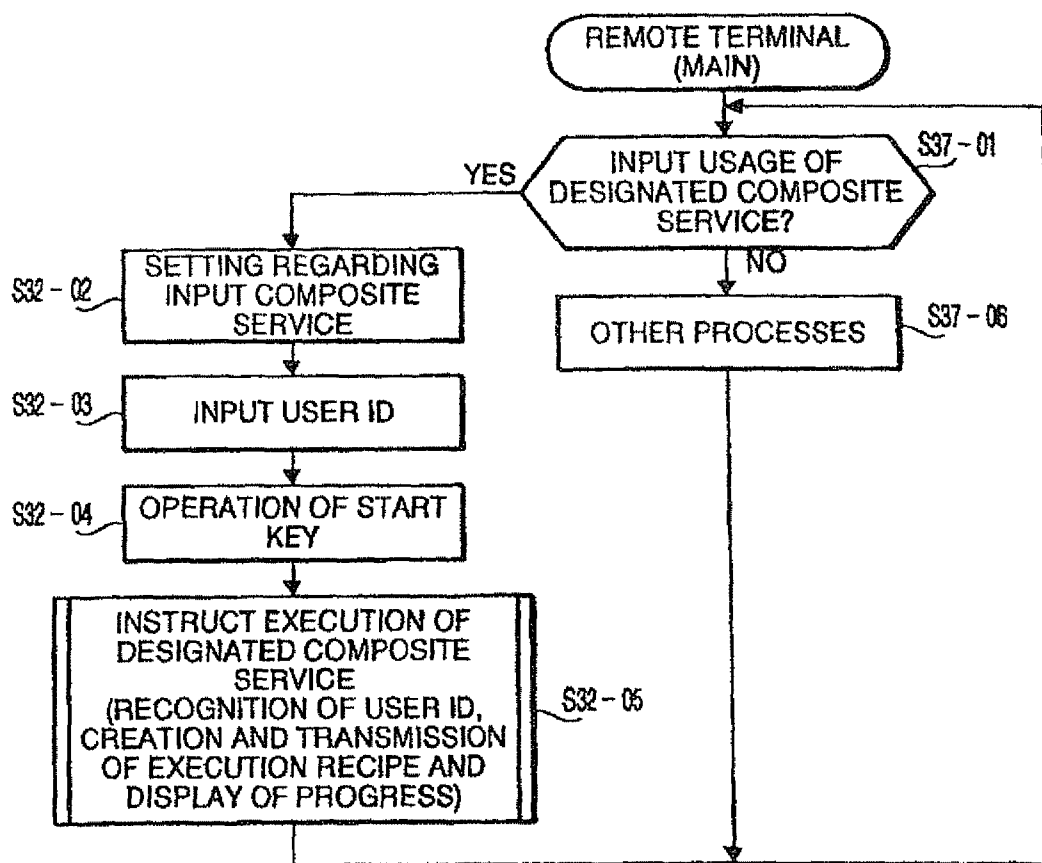 REMOTE TERMINAL
(MAIN)
S37-01
INPUT USAGE OF
DESIGNATED COMPOSITE
SERVICE?
YES
NO
SETTING REGARDING
INPUT COMPOSITE
SERVICE
S32-02
OTHER PROCESSES
S37-06
INPUT USER ID
S32-03
OPERATION OF START
KEY
S32-04
INSTRUCT EXECUTION OF
DESIGNATED COMPOSITE
SERVICE
(RECOGNITION OF USER ID,
CREATION AND TRANSMISSION
OF EXECUTION RECIPE AND
DISPLAY OF PROGRESS)
S32-05